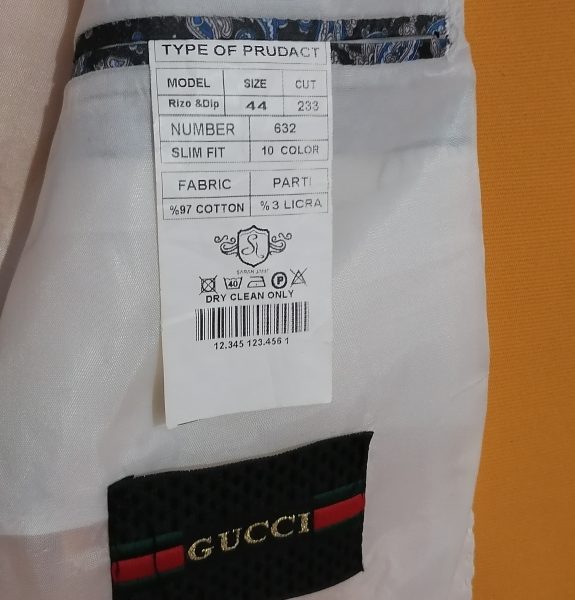 TYPE OF PRUDACT
MODEL SIZE CUT
Rizo &Dip 44 233
NUMBER 632
SLIM FIT 10 COLOR
FABRIC PARTI
%97 COTTON %3 LICRA
40 P
DRY CLEAN ONLY
12.345 123.456 1
GUCCI